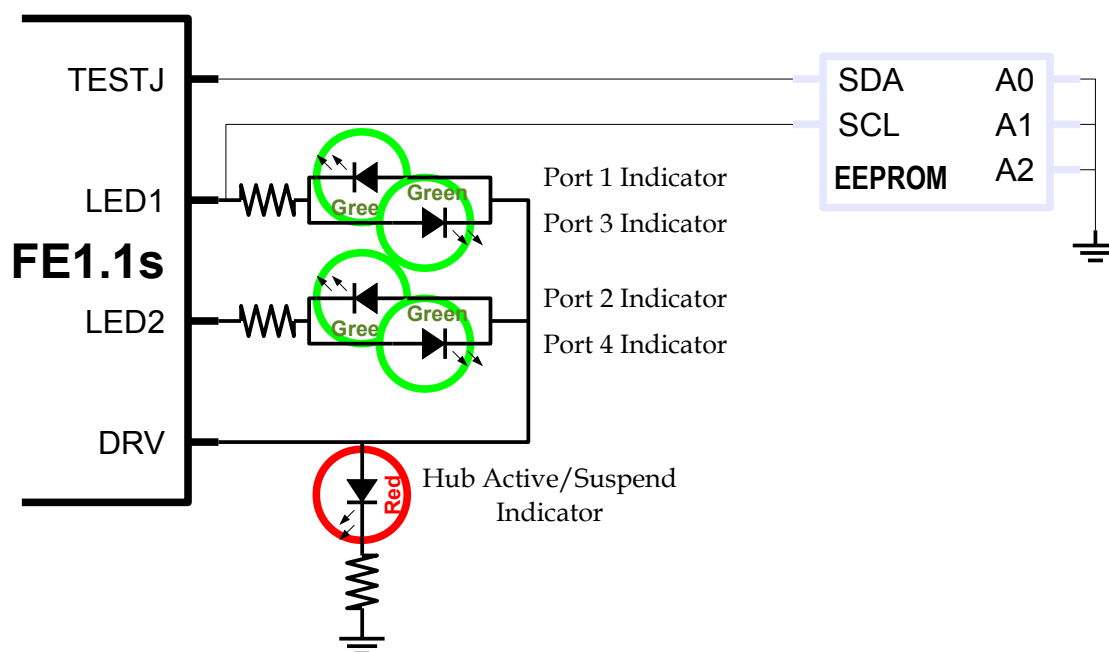 TESTJ
SDA
A0
SCL
A1
EEPROM
A2
LED1
Green
Gree
Port 1 Indicator
Port 3 Indicator
FE1.1s
LED2
Green
Gree
Port 2 Indicator
Port 4 Indicator
DRV
Red
Hub Active/Suspend
Indicator